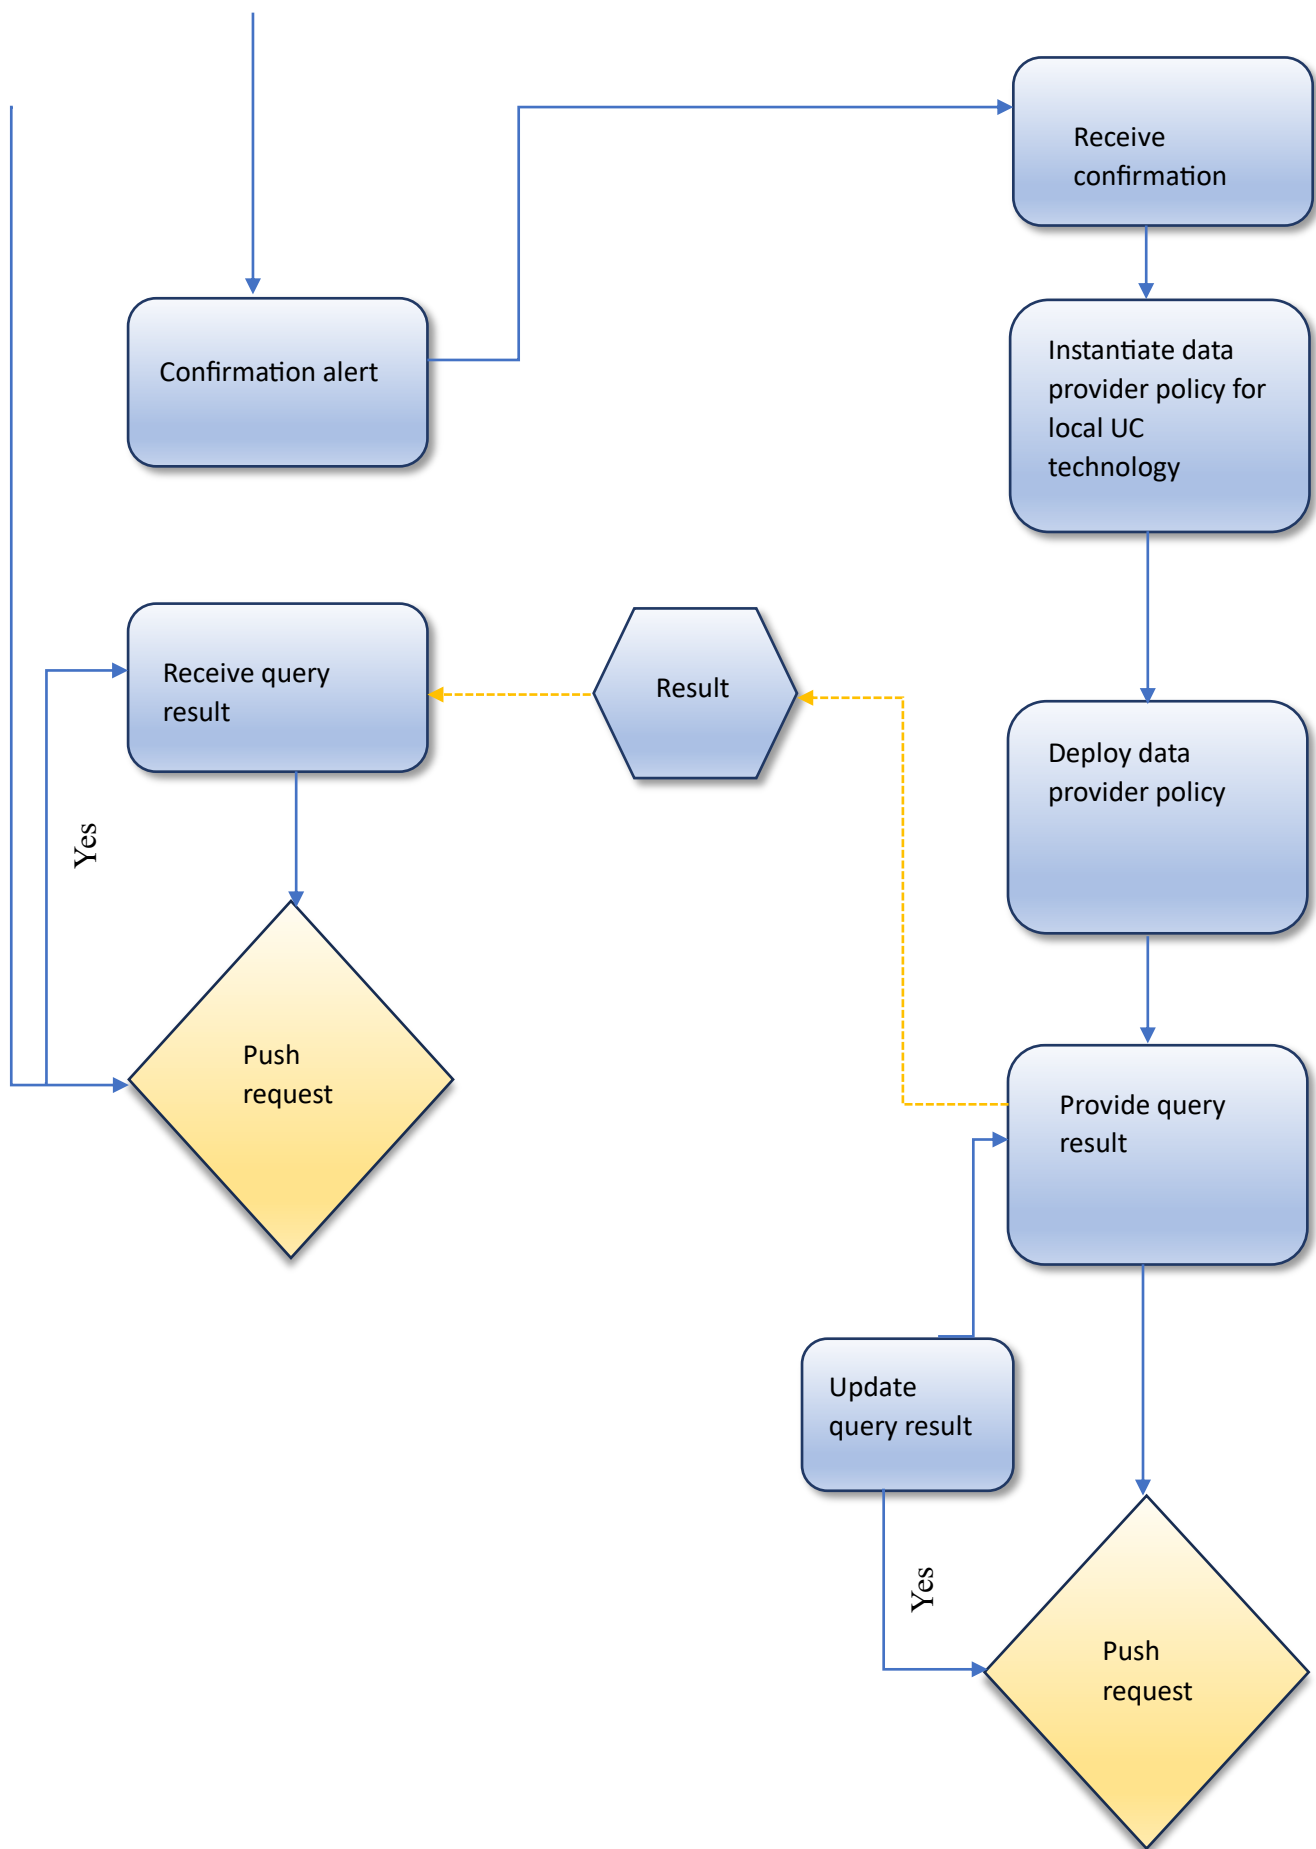 Receive
confirmation
Confirmation alert
Instantiate data
provider policy for
local UC
technology
Receive query
result
Result
Deploy data
provider policy
Yes
Push
request
Provide query
result
Update
query result
Yes
Push
request